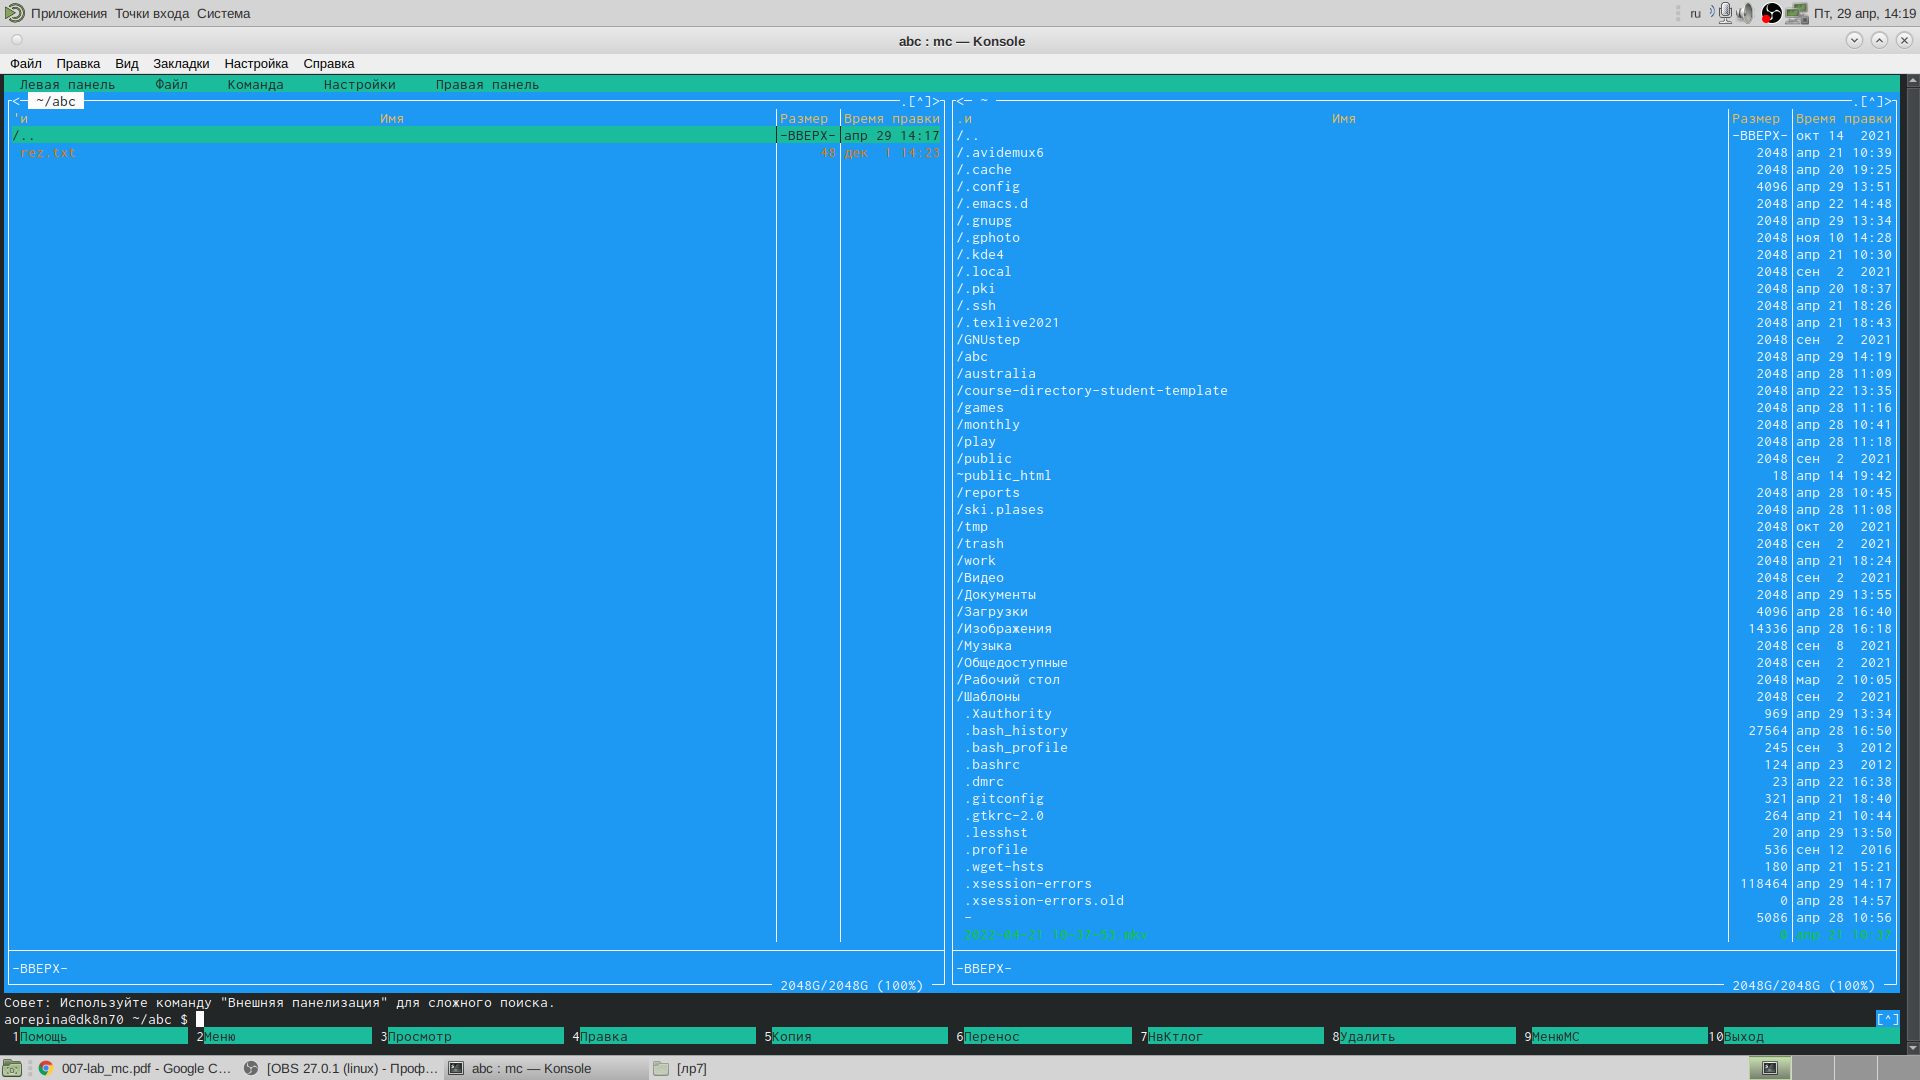 Приложения Точки входа Система
ru Пт, 29 апр, 14:19
abc : mc — Konsole
Файл Правка Вид Закладки Настройка Справка
Левая панель Файл Команда Настройки Правая панель
<─ ~/abc .[^]>
'и Имя Размер Время правки
/.. -ВВЕРХ- апр 29 14:17
rez.txt 48 дек 1 14:23
-ВВЕРХ-
2048G/2048G (100%)
<─ ~ .[^]>
.и Имя Размер Время правки
/.. -ВВЕРХ- окт 14 2021
/.avidemux6 2048 апр 21 10:39
/.cache 2048 апр 20 19:25
/.config 4096 апр 29 13:51
/.emacs.d 2048 апр 22 14:48
/.gnupg 2048 апр 29 13:34
/.gphoto 2048 ноя 10 14:28
/.kde4 2048 апр 21 10:30
/.local 2048 сен 2 2021
/.pki 2048 апр 20 18:37
/.ssh 2048 апр 21 18:26
/.texlive2021 2048 апр 21 18:43
/GNUstep 2048 сен 2 2021
/abc 2048 апр 29 14:19
/australia 2048 апр 28 11:09
/course-directory-student-template 2048 апр 22 13:35
/games 2048 апр 28 11:16
/monthly 2048 апр 28 10:41
/play 2048 апр 28 11:18
/public 2048 сен 2 2021
~public_html 18 апр 14 19:42
/reports 2048 апр 28 10:45
/ski.plases 2048 апр 28 11:08
/tmp 2048 окт 20 2021
/trash 2048 сен 2 2021
/work 2048 апр 21 18:24
/Видео 2048 сен 2 2021
/Документы 2048 апр 29 13:55
/Загрузки 4096 апр 28 16:40
/Изображения 14336 апр 28 16:18
/Музыка 2048 сен 8 2021
/Общедоступные 2048 сен 2 2021
/Рабочий стол 2048 мар 2 10:05
/Шаблоны 2048 сен 2 2021
.Xauthority 969 апр 29 13:34
.bash_history 27564 апр 28 16:50
.bash_profile 245 сен 3 2012
.bashrc 124 апр 23 2012
.dmrc 23 апр 22 16:38
.gitconfig 321 апр 21 18:40
.gtkrc-2.0 264 апр 21 10:44
.lesshst 20 апр 29 13:50
.profile 536 сен 12 2016
.wget-hsts 180 апр 21 15:21
.xsession-errors 118464 апр 29 14:17
.xsession-errors.old 0 апр 28 14:57
- 5086 апр 28 10:56
апр 21
-ВВЕРХ-
2048G/2048G (100%)
Совет: Используйте команду "Внешняя панелизация" для сложного поиска.
aorepina@dk8n70 ~/abc $
[^]
1Помощь 2Меню 3Просмотр 4Правка 5Копия 6Перенос 7НвКтлог 8Удалить 9МенюMC 10Выход
007-lab_mc.pdf - Google C... [OBS 27.0.1 (linux) - Проф... abc : mc — Konsole [лр7]